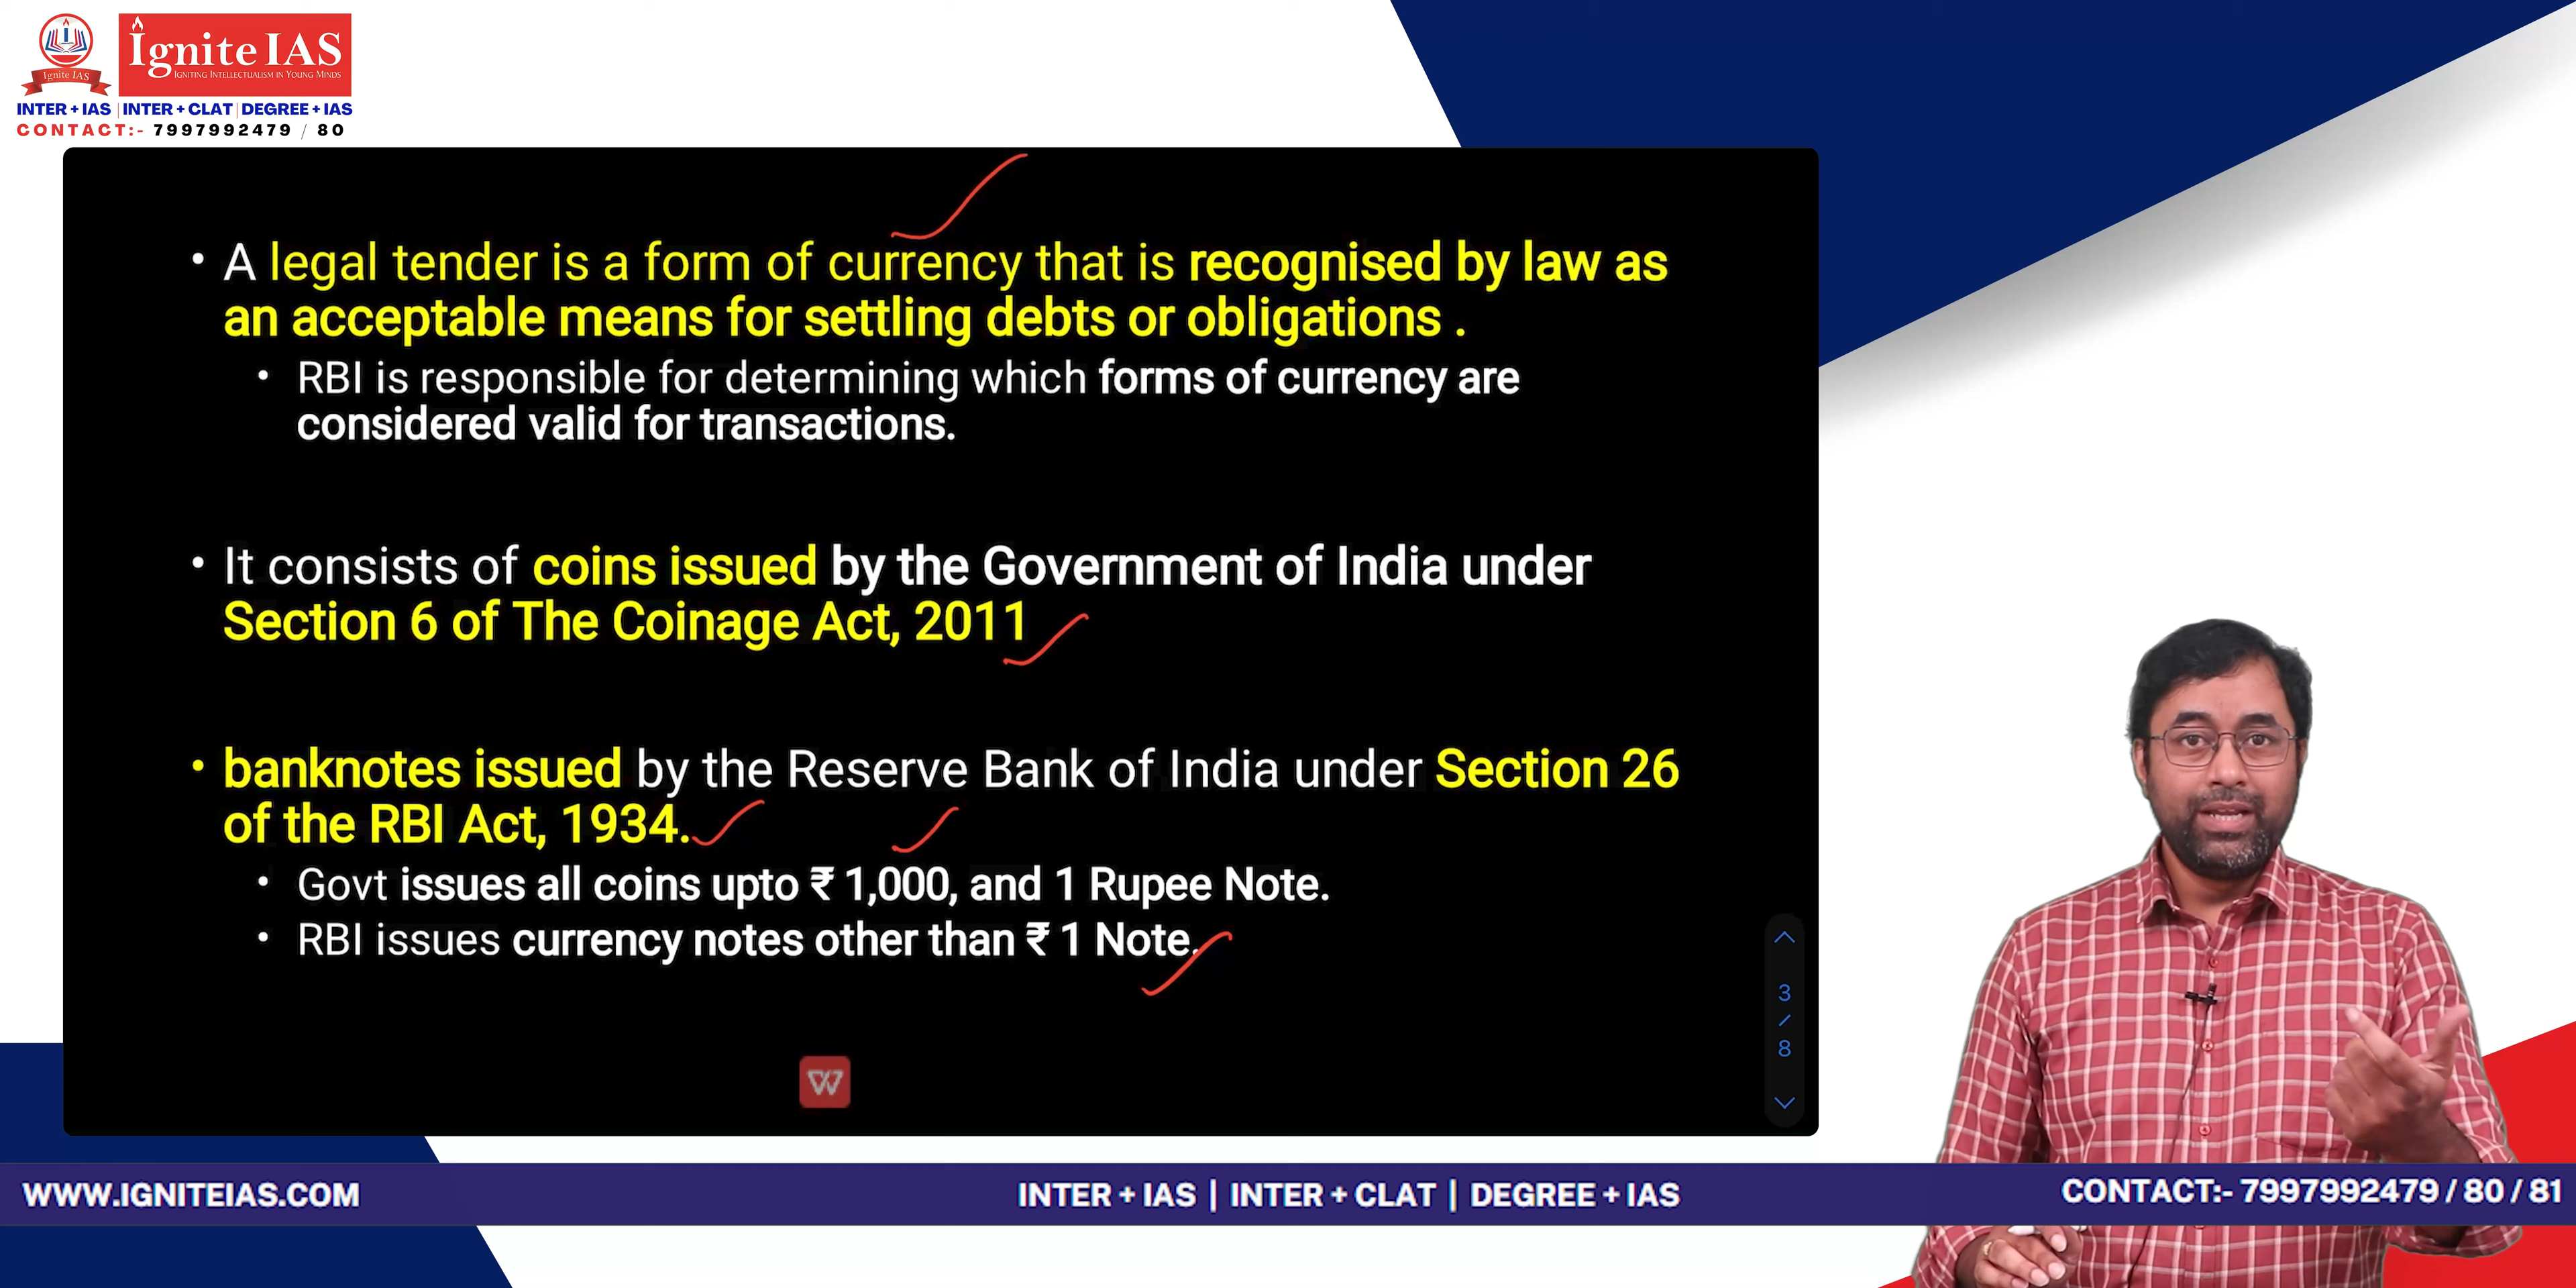 Ignite IAS
Ignite IAS
IGNITING INTELLECTUALISM IN YOUNG MINDS
INTER + IAS | INTER + CLAT | DEGREE + IAS
CONTACT:- 7997992479 / 80
• A legal tender is a form of currency that is recognised by law as
an acceptable means for settling debts or obligations .
• RBI is responsible for determining which forms of currency are
considered valid for transactions.
• It consists of coins issued by the Government of India under
Section 6 of The Coinage Act, 2011
• banknotes issued by the Reserve Bank of India under Section 26
of the RBI Act, 1934.
• Govt issues all coins upto ₹ 1,000, and 1 Rupee Note.
• RBI issues currency notes other than ₹ 1 Note.
3
/
8
W
WWW.IGNITEIAS.COM
INTER + IAS | INTER + CLAT | DEGREE + IAS
CONTACT:- 7997992479 / 80 / 81